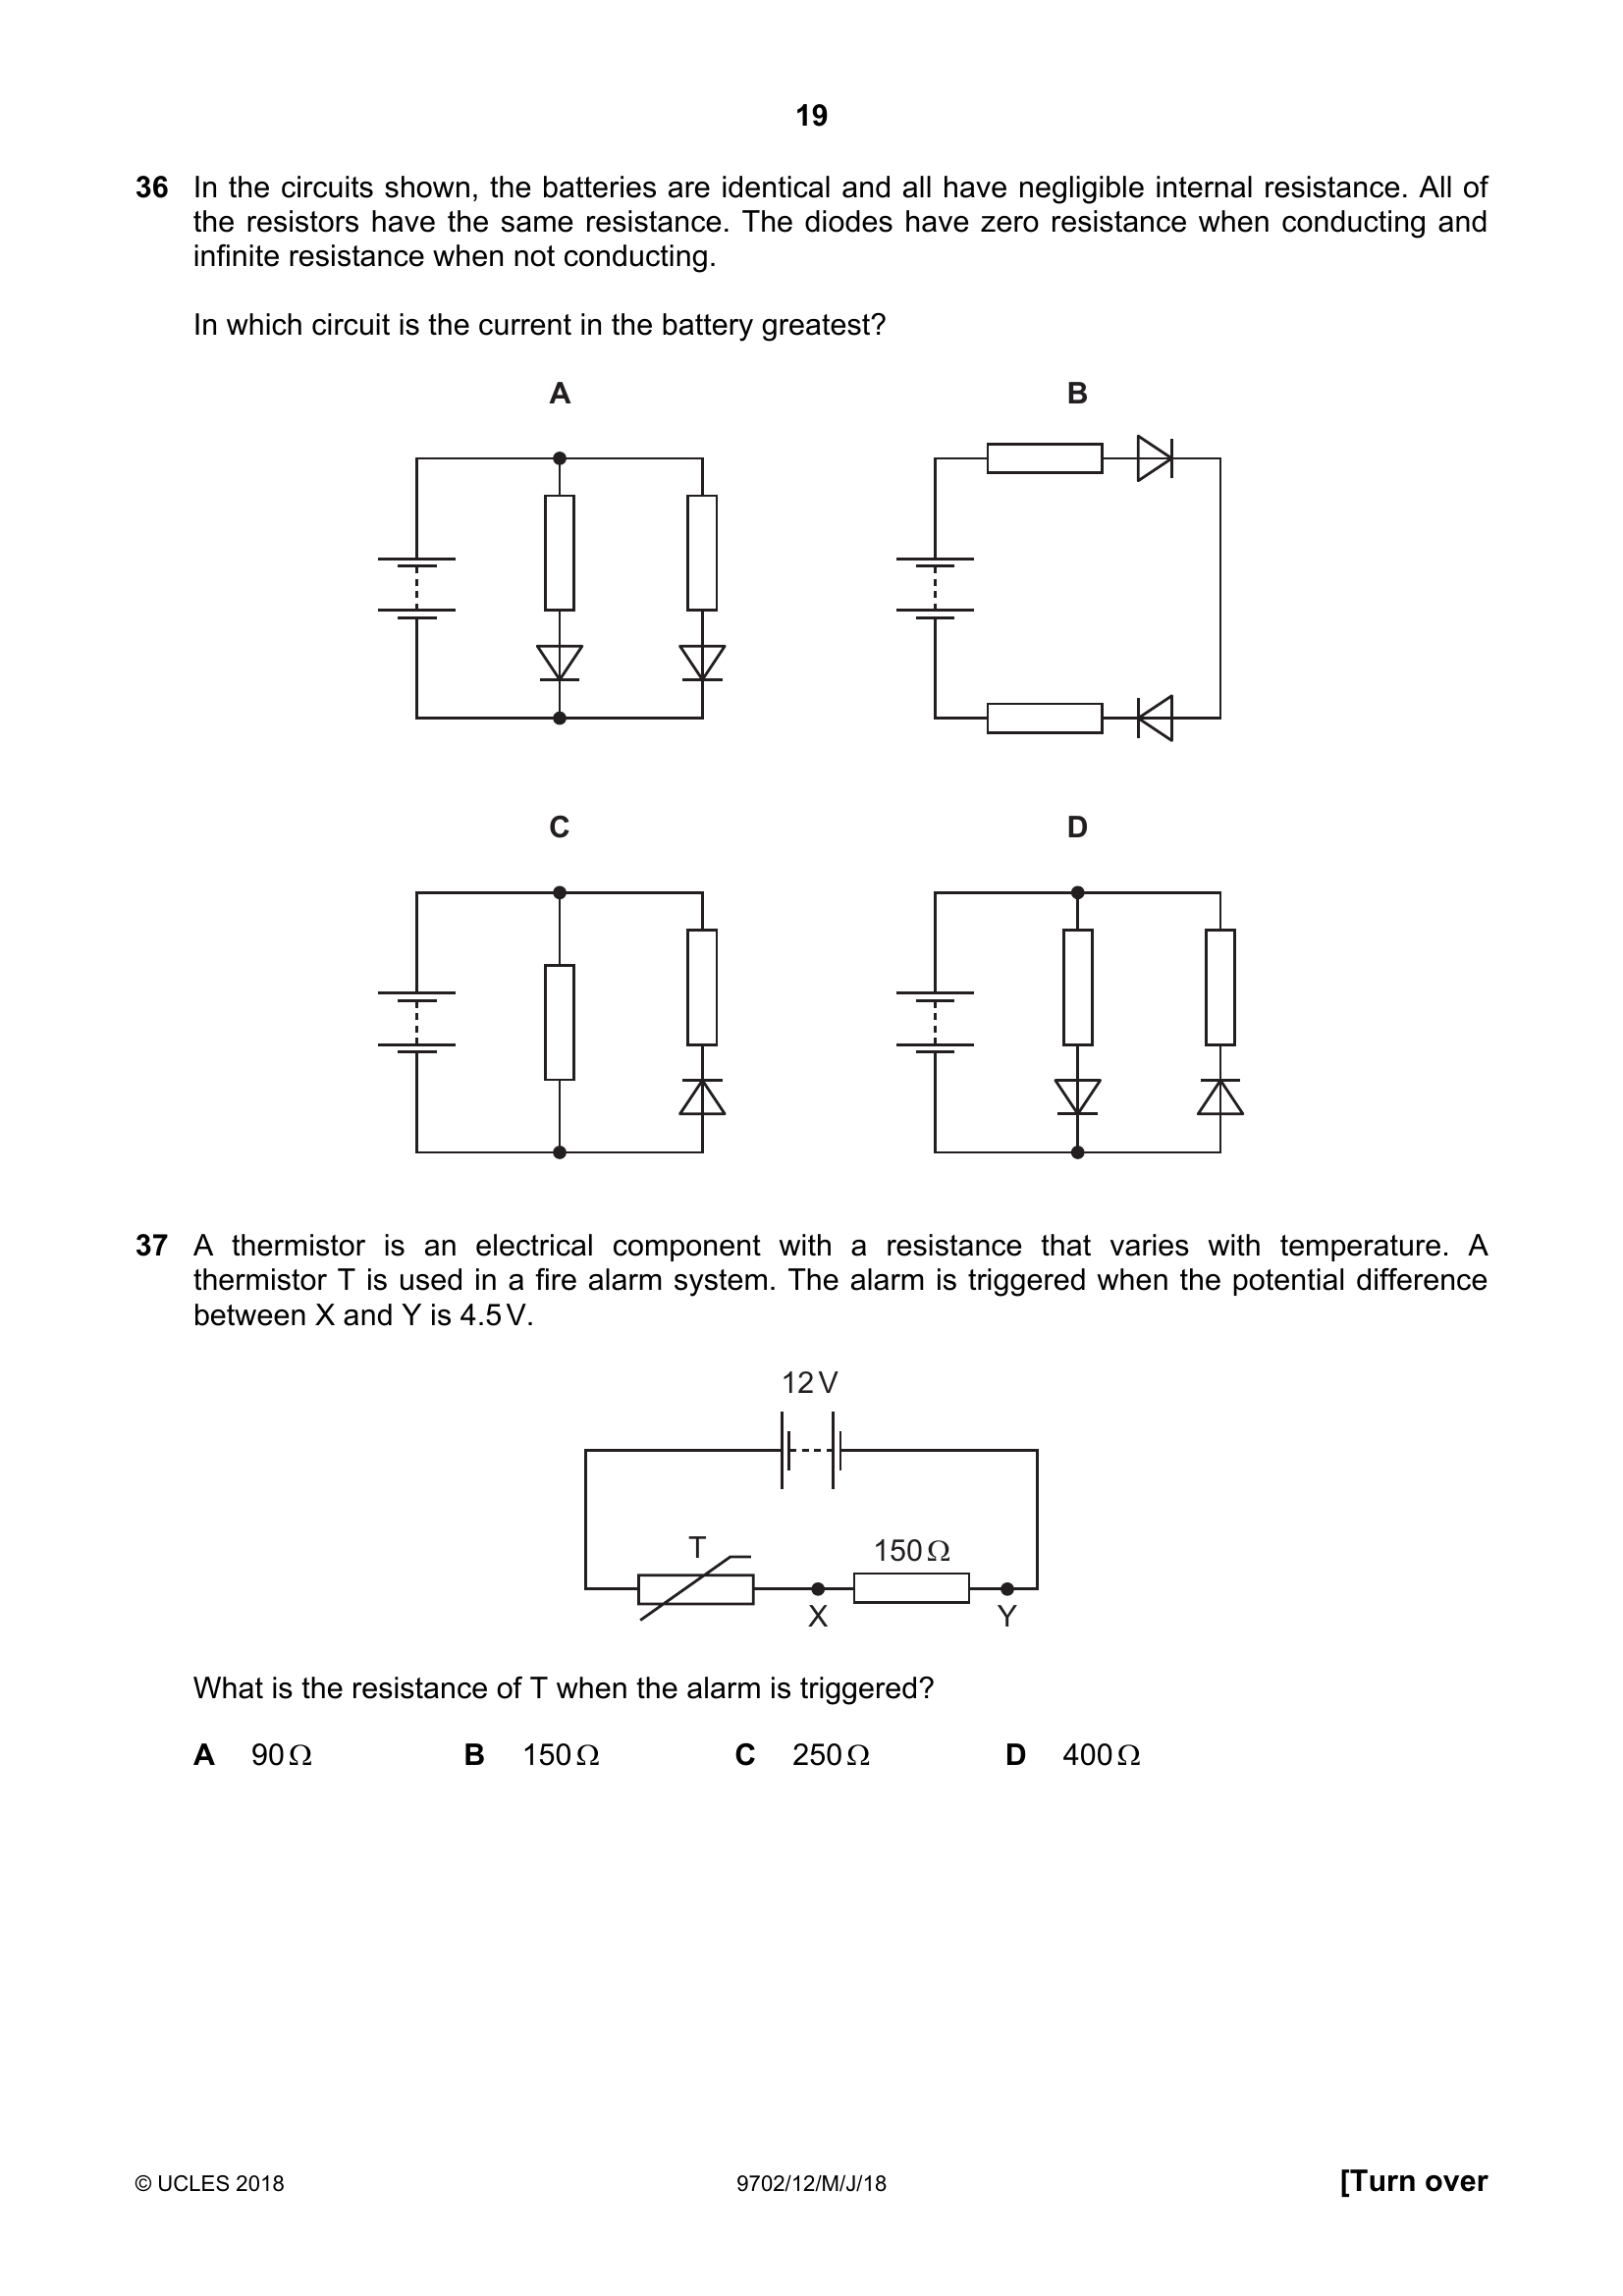 19
36 In the circuits shown, the batteries are identical and all have negligible internal resistance. All of
the resistors have the same resistance. The diodes have zero resistance when conducting and
infinite resistance when not conducting.
In which circuit is the current in the battery greatest?
A B
C D
37 A thermistor is an electrical component with a resistance that varies with temperature. A
thermistor T is used in a fire alarm system. The alarm is triggered when the potential difference
between X and Y is 4.5 V.
12 V
T 150 Ω
X Y
What is the resistance of T when the alarm is triggered?
A 90 Ω B 150 Ω C 250 Ω D 400 Ω
© UCLES 2018 9702/12/M/J/18 [Turn over